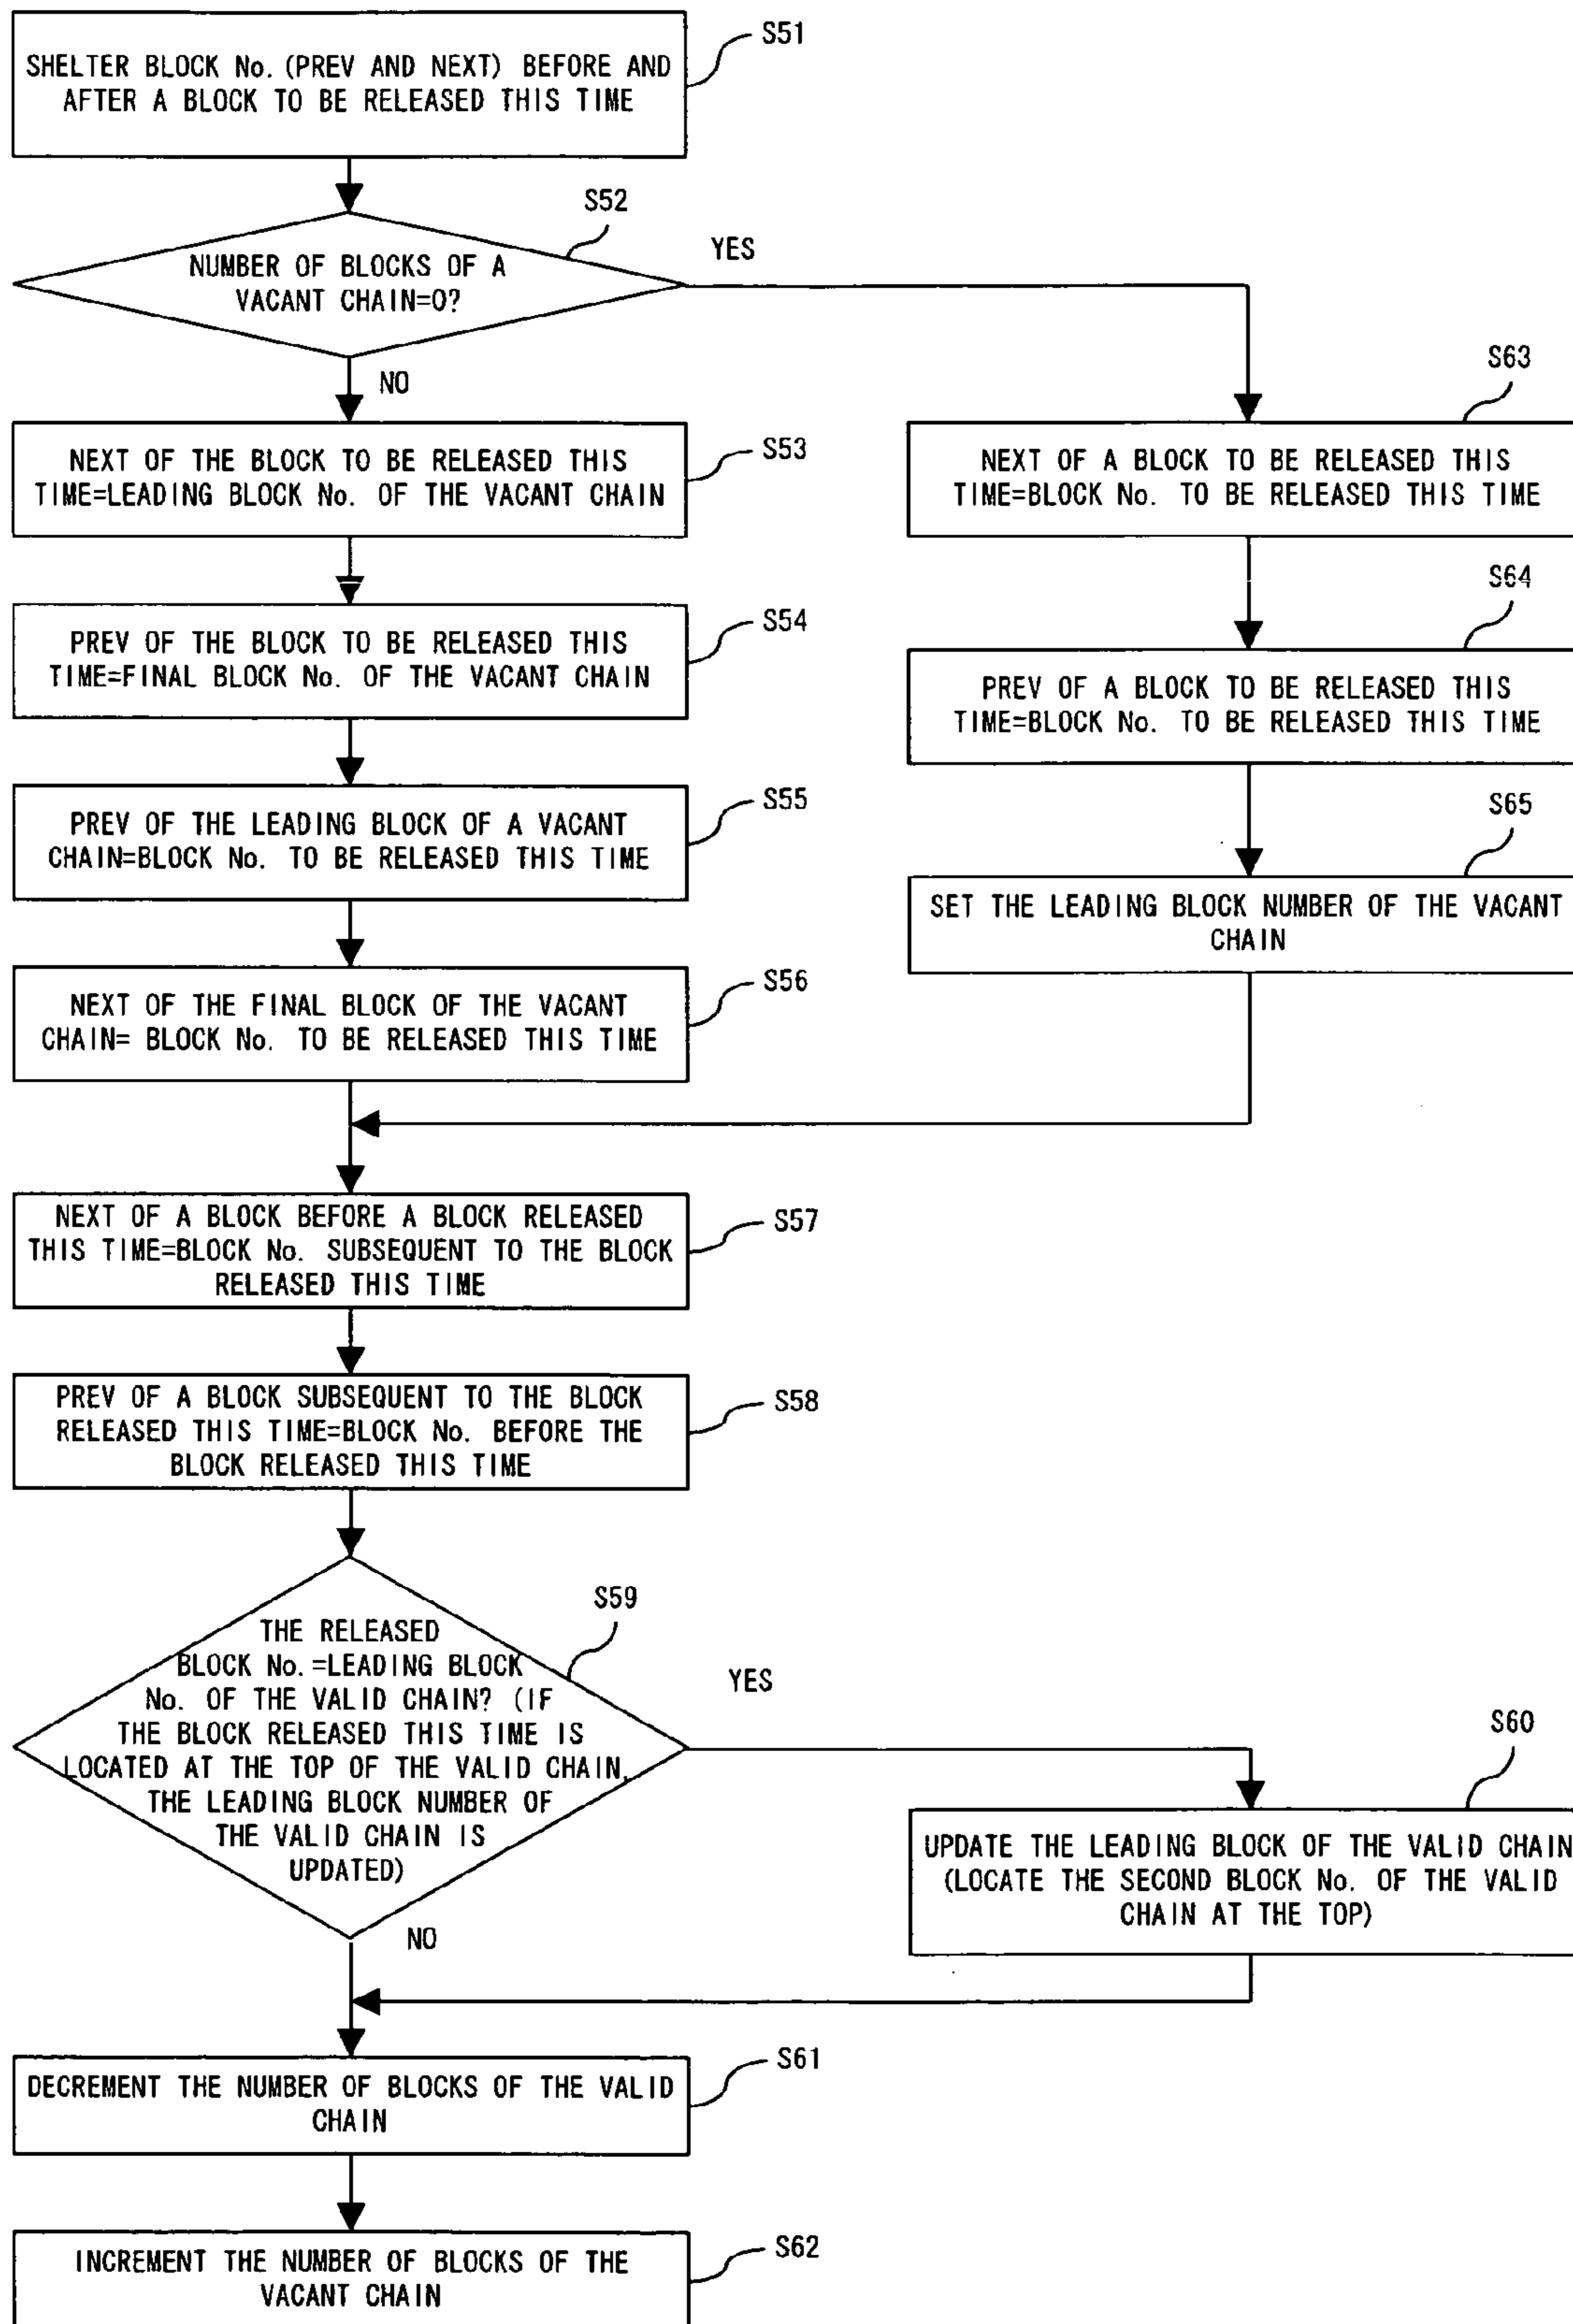 SHELTER BLOCK No. (PREV AND NEXT) BEFORE AND
AFTER A BLOCK TO BE RELEASED THIS TIME
S51
NUMBER OF BLOCKS OF A
VACANT CHAIN=0?
S52
YES
NO
NEXT OF THE BLOCK TO BE RELEASED THIS
TIME=LEADING BLOCK No. OF THE VACANT CHAIN
S53
PREV OF THE BLOCK TO BE RELEASED THIS
TIME=FINAL BLOCK No. OF THE VACANT CHAIN
S54
PREV OF THE LEADING BLOCK OF A VACANT
CHAIN=BLOCK No. TO BE RELEASED THIS TIME
S55
NEXT OF THE FINAL BLOCK OF THE VACANT
CHAIN= BLOCK No. TO BE RELEASED THIS TIME
S56
S63
NEXT OF A BLOCK TO BE RELEASED THIS
TIME=BLOCK No. TO BE RELEASED THIS TIME
S64
PREV OF A BLOCK TO BE RELEASED THIS
TIME=BLOCK No. TO BE RELEASED THIS TIME
S65
SET THE LEADING BLOCK NUMBER OF THE VACANT
CHAIN
NEXT OF A BLOCK BEFORE A BLOCK RELEASED
THIS TIME=BLOCK No. SUBSEQUENT TO THE BLOCK
RELEASED THIS TIME
S57
PREV OF A BLOCK SUBSEQUENT TO THE BLOCK
RELEASED THIS TIME=BLOCK No. BEFORE THE
BLOCK RELEASED THIS TIME
S58
S59
THE RELEASED
BLOCK No.=LEADING BLOCK
No. OF THE VALID CHAIN? (IF
THE BLOCK RELEASED THIS TIME IS
LOCATED AT THE TOP OF THE VALID CHAIN,
THE LEADING BLOCK NUMBER OF
THE VALID CHAIN IS
UPDATED)
YES
NO
S60
UPDATE THE LEADING BLOCK OF THE VALID CHAIN
(LOCATE THE SECOND BLOCK No. OF THE VALID
CHAIN AT THE TOP)
DECREMENT THE NUMBER OF BLOCKS OF THE VALID
CHAIN
S61
INCREMENT THE NUMBER OF BLOCKS OF THE
VACANT CHAIN
S62